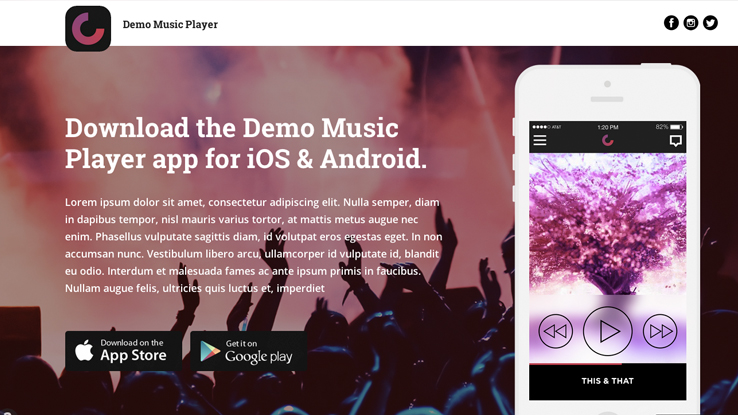 Demo Music Player
Download the Demo Music
Player app for iOS & Android.
Lorem ipsum dolor sit amet, consectetur adipiscing elit. Nulla semper, diam
in dapibus tempor, nisl mauris varius tortor, at mattis metus augue nec
enim. Phasellus vulputate sagittis diam, id volutpat eros egestas eget. In non
accumsan nunc. Vestibulum libero arcu, ullamcorper id vulputate id, blandit
eu odio. Interdum et malesuada fames ac ante ipsum primis in faucibus.
Nullam augue felis, ultricies quis luctus et, imperdiet
Download on the
App Store
Get it on
Google play
AT&T 1:20 PM 82%
THIS & THAT